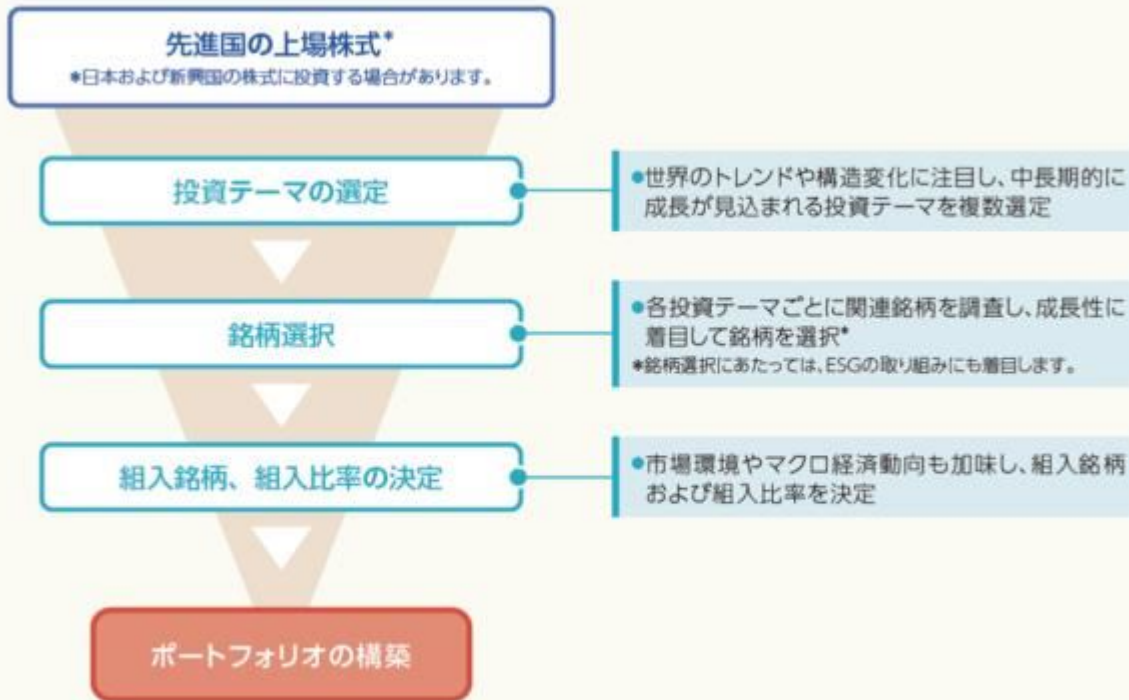 先進国の上場株式*
*日本および新興国の株式に投資する場合があります。
投資テーマの選定
●世界のトレンドや構造変化に注目し、中長期的に
成長が見込まれる投資テーマを複数選定
銘柄選択
●各投資テーマごとに関連銘柄を調査し、成長性に
着目して銘柄を選択*
*銘柄選択にあたっては、ESGの取り組みにも着目します。
組入銘柄、組入比率の決定
●市場環境やマクロ経済動向も加味し、組入銘柄
および組入比率を決定
ポートフォリオの構築